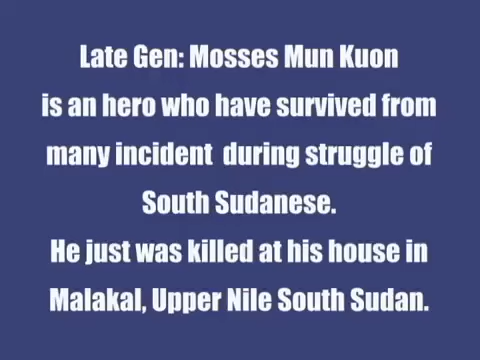 Late Gen: Mosses Mun Kuon
is an hero who have survived from
many incident during struggle of
South Sudanese.
He just was killed at his house in
Malakal, Upper Nile South Sudan.